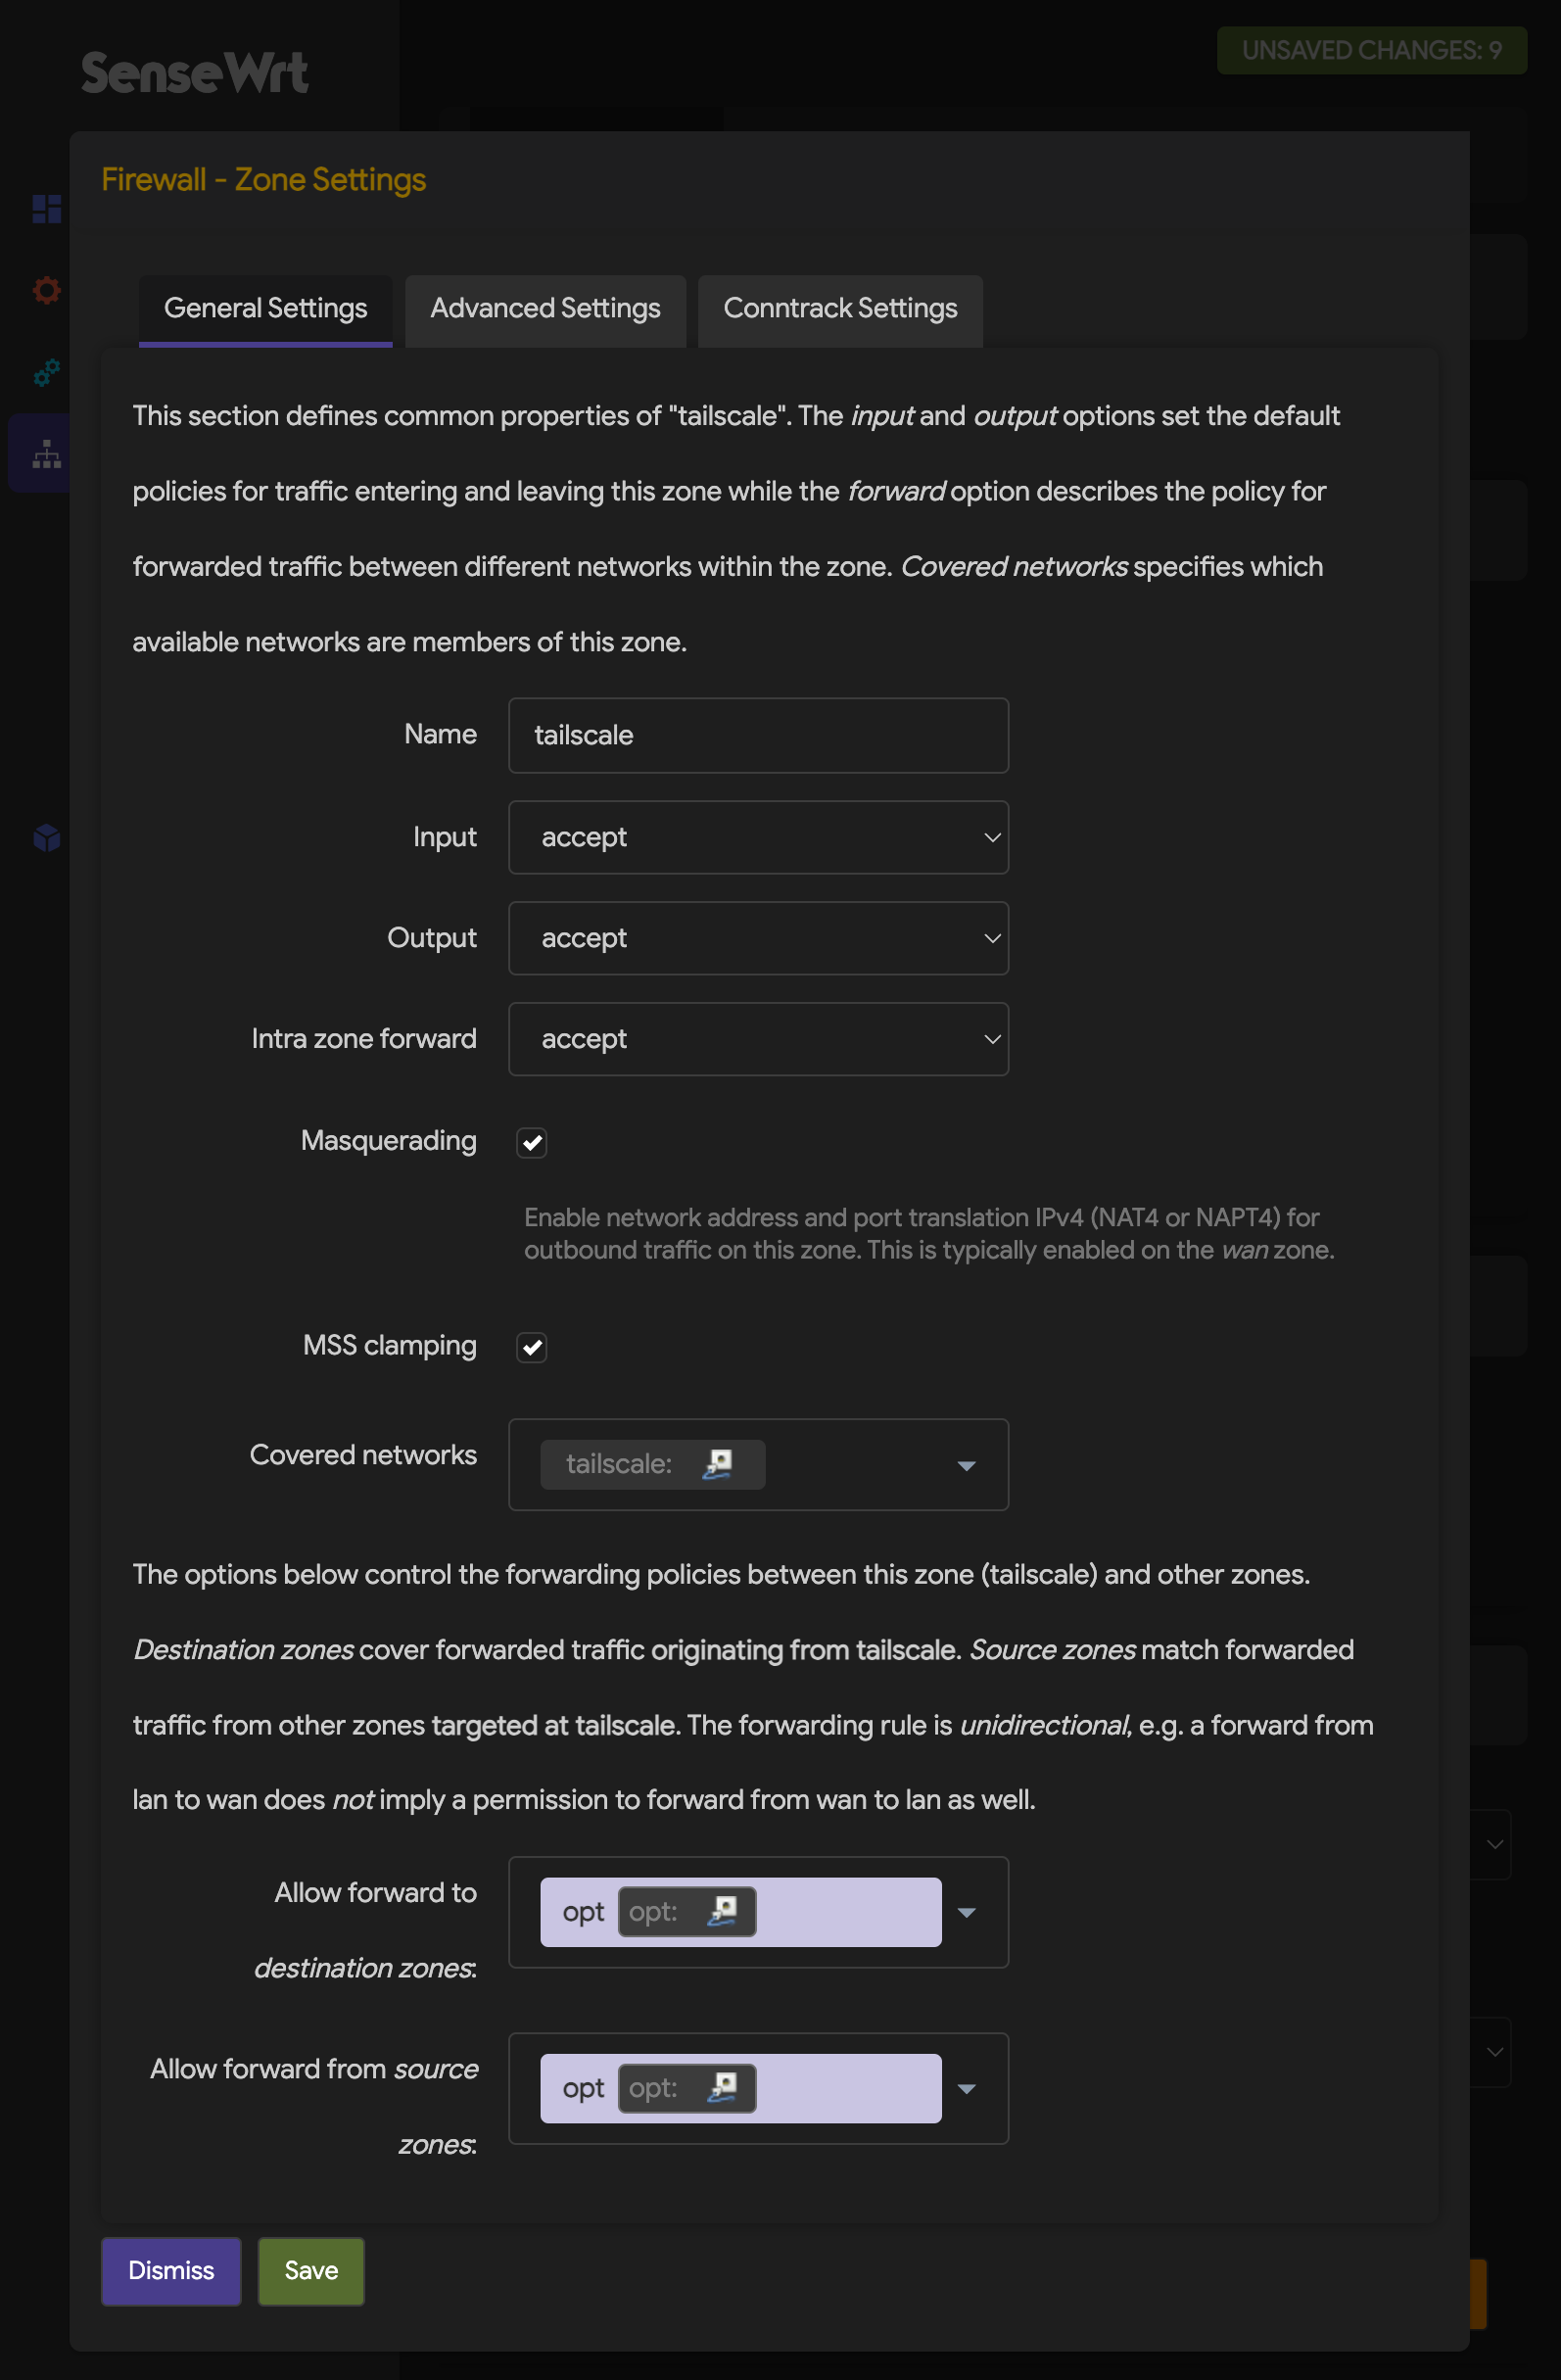 SenseWrt
UNSAVED CHANGES: 9
Firewall - Zone Settings
General Settings
Advanced Settings
Conntrack Settings
This section defines common properties of "tailscale". The input and output options set the default
policies for traffic entering and leaving this zone while the forward option describes the policy for
forwarded traffic between different networks within the zone. Covered networks specifies which
available networks are members of this zone.
Name
tailscale
Input
accept
Output
accept
Intra zone forward
accept
Masquerading
Enable network address and port translation IPv4 (NAT4 or NAPT4) for
outbound traffic on this zone. This is typically enabled on the wan zone.
MSS clamping
Covered networks
tailscale:
The options below control the forwarding policies between this zone (tailscale) and other zones.
Destination zones cover forwarded traffic originating from tailscale. Source zones match forwarded
traffic from other zones targeted at tailscale. The forwarding rule is unidirectional, e.g. a forward from
lan to wan does not imply a permission to forward from wan to lan as well.
Allow forward to
destination zones:
opt opt:
Allow forward from source
zones:
opt opt:
Dismiss
Save